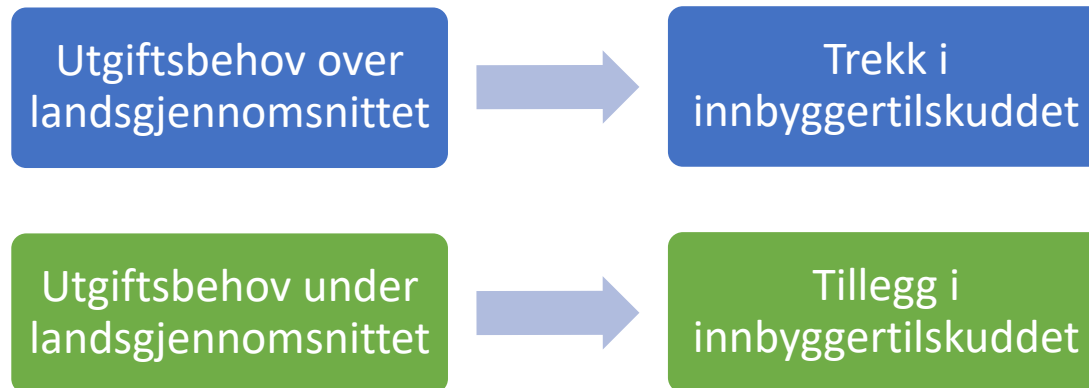 Utgiftsbehov over
landsgjennomsnittet
Trekk i
innbyggertilskuddet
Utgiftsbehov under
landsgjennomsnittet
Tillegg i
innbyggertilskuddet